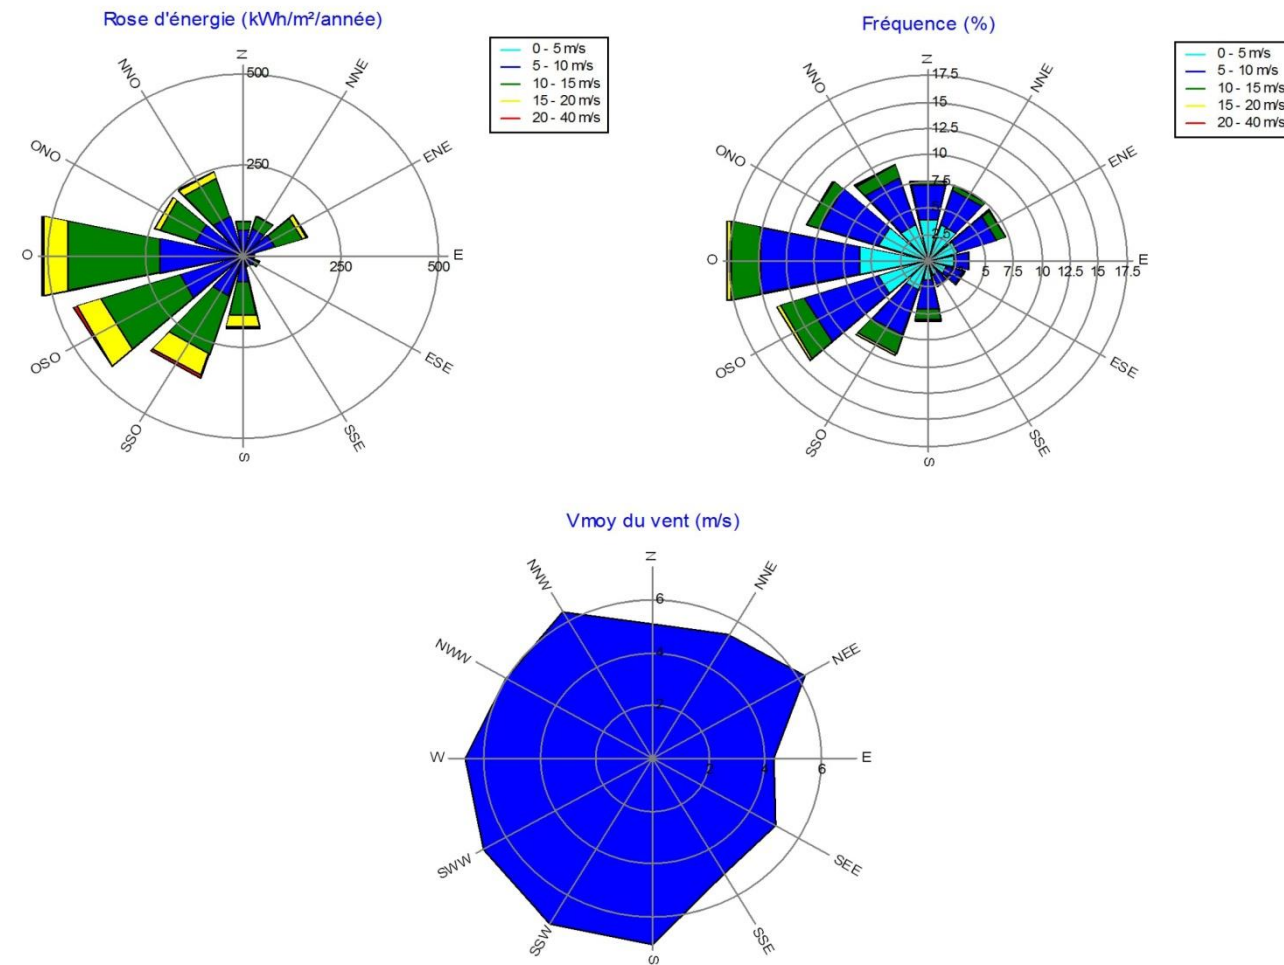 Rose d'énergie (kWh/m²/année)
N
NNE
ENE
E
ESE
SSE
S
SSO
OSO
O
ONO
NNO
500
250
250
500
0 - 5 m/s
5 - 10 m/s
10 - 15 m/s
15 - 20 m/s
20 - 40 m/s
Fréquence (%)
N
NNE
ENE
E
ESE
SSE
S
SSO
OSO
O
ONO
NNO
17.5
15
12.5
10
7.5
2.5
5
7.5
10
12.5
15
17.5
0 - 5 m/s
5 - 10 m/s
10 - 15 m/s
15 - 20 m/s
20 - 40 m/s
Vmoy du vent (m/s)
N
NNE
NEE
E
SEE
SSE
S
SSW
SWW
W
NWW
NNW
6
4
2
2
4
6